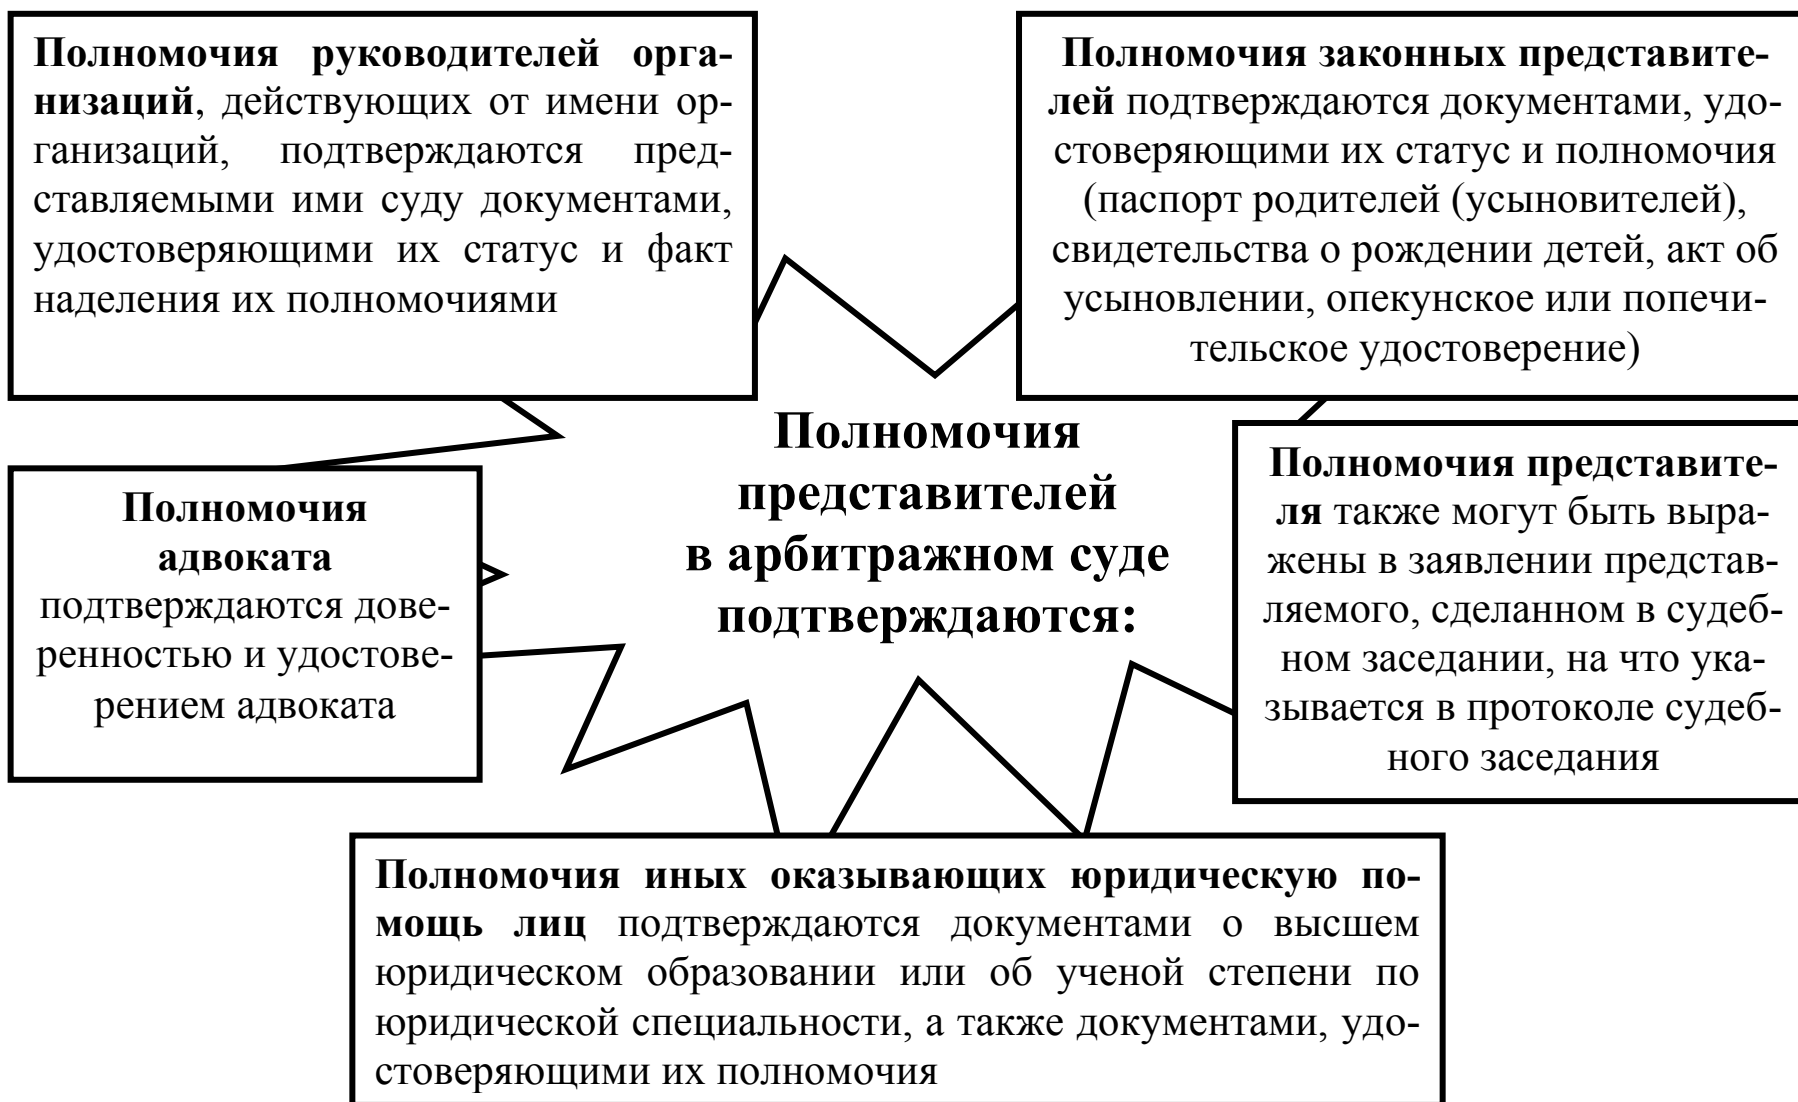 Полномочия руководителей орга-
низаций, действующих от имени ор-
ганизаций, подтверждаются пред-
ставляемыми ими суду документами,
удостоверяющими их статус и факт
наделения их полномочиями
Полномочия законных представите-
лей подтверждаются документами, удо-
стоверяющими их статус и полномочия
(паспорт родителей (усыновителей),
свидетельства о рождении детей, акт об
усыновлении, опекунское или попечи-
тельское удостоверение)
Полномочия
представителей
в арбитражном суде
подтверждаются:
Полномочия
адвоката
подтверждаются дове-
ренностью и удостове-
рением адвоката
Полномочия представите-
ля также могут быть выра-
жены в заявлении представ-
ляемого, сделанном в судеб-
ном заседании, на что ука-
зывается в протоколе судеб-
ного заседания
Полномочия иных оказывающих юридическую по-
мощь лиц подтверждаются документами о высшем
юридическом образовании или об ученой степени по
юридической специальности, а также документами, удо-
стоверяющими их полномочия